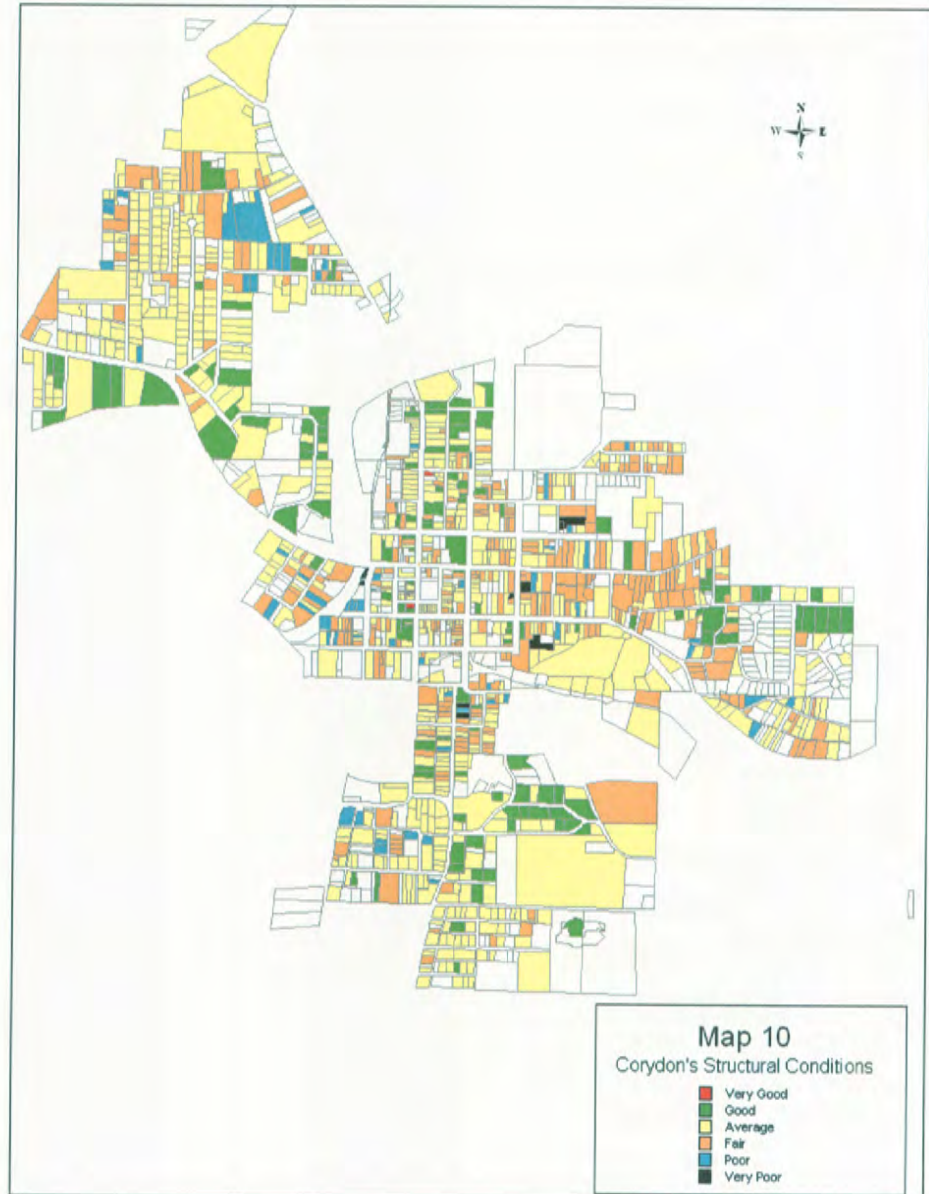 N
W E
S
Map 10
Corydon's Structural Conditions
Very Good
Good
Average
Fair
Poor
Very Poor